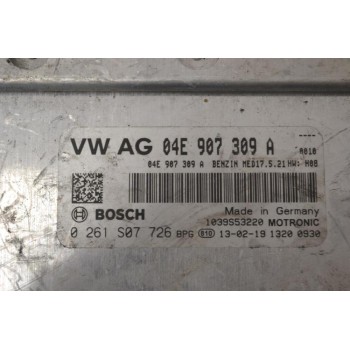 VW AG 04E 907 309 A
04E 907 309 A BENZIN MED17.5.21 HW: H08
BOSCH
Made in Germany
1039S53220 MOTRONIC
0 261 S07 726 BPG 010 13-02-19 1320 0930